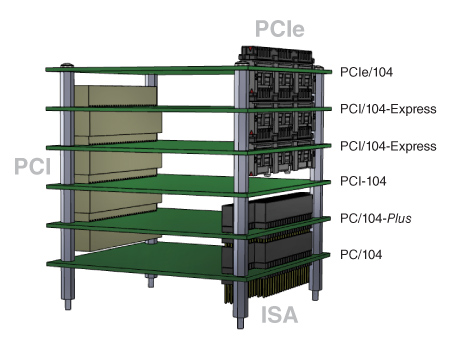 PCIe
PCIe/104
PCI/104-Express
PCI/104-Express
PCI
PCI-104
PC/104-Plus
PC/104
ISA